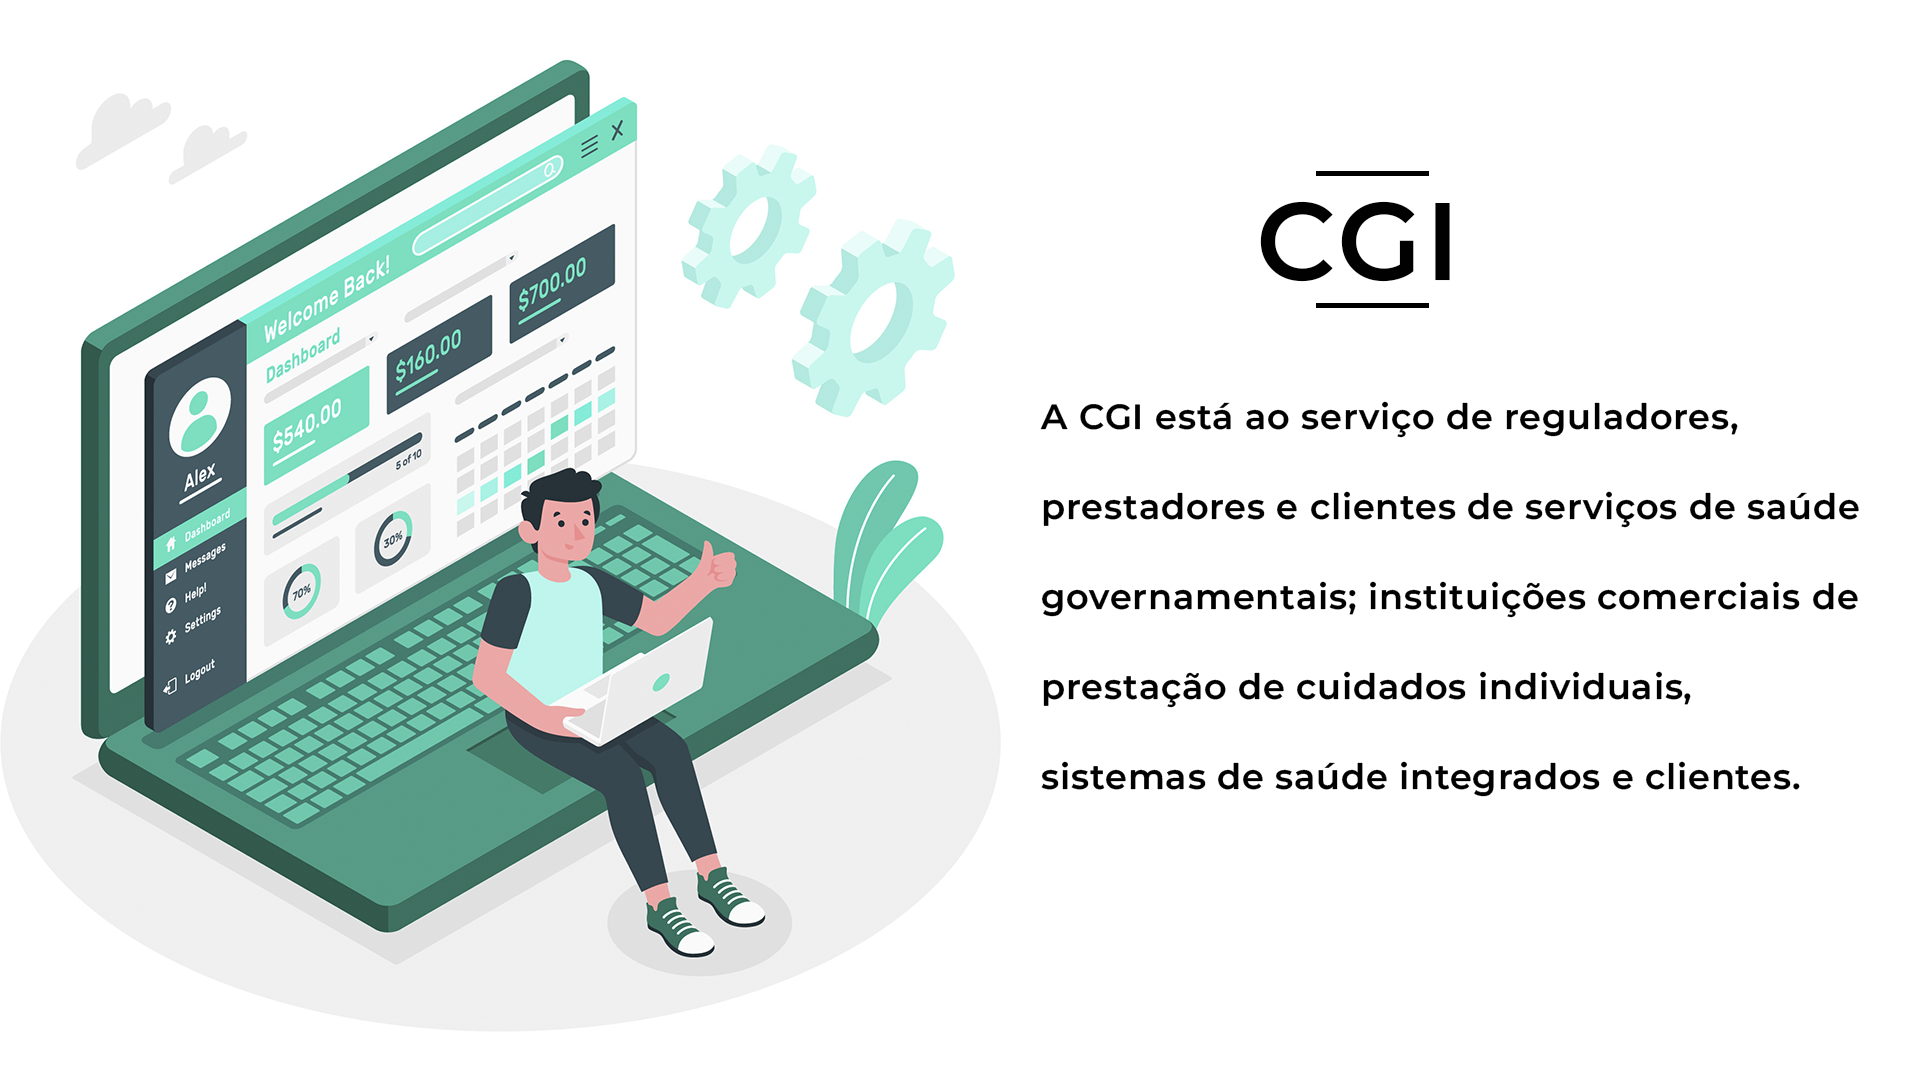 CGI
A CGI está ao serviço de reguladores,
prestadores e clientes de serviços de saúde
governamentais; instituições comerciais de
prestação de cuidados individuais,
sistemas de saúde integrados e clientes.
Welcome Back!
X
Dashboard
$540.00
$160.00
$700.00
5 of 10
70%
30%
Alex
Dashboard
Messages
Help!
Settings
Logout